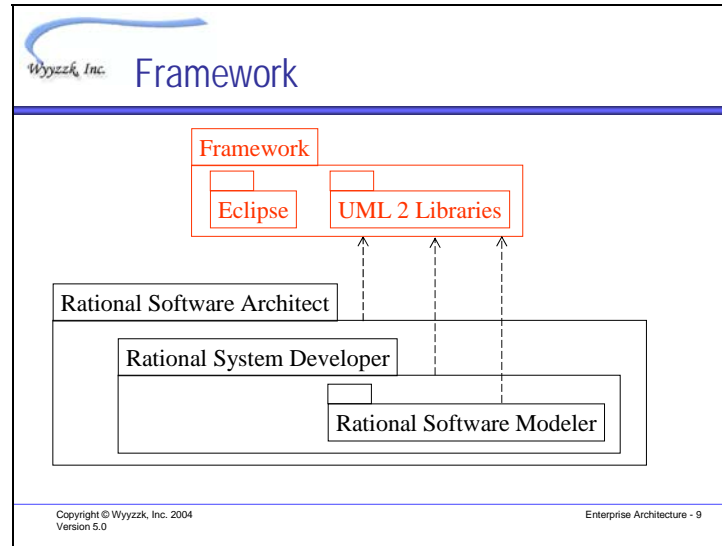 Wyyzzk, Inc.
Framework
Framework
Eclipse
UML 2 Libraries
Rational Software Architect
Rational System Developer
Rational Software Modeler
Copyright © Wyyzzk, Inc. 2004
Version 5.0
Enterprise Architecture - 9